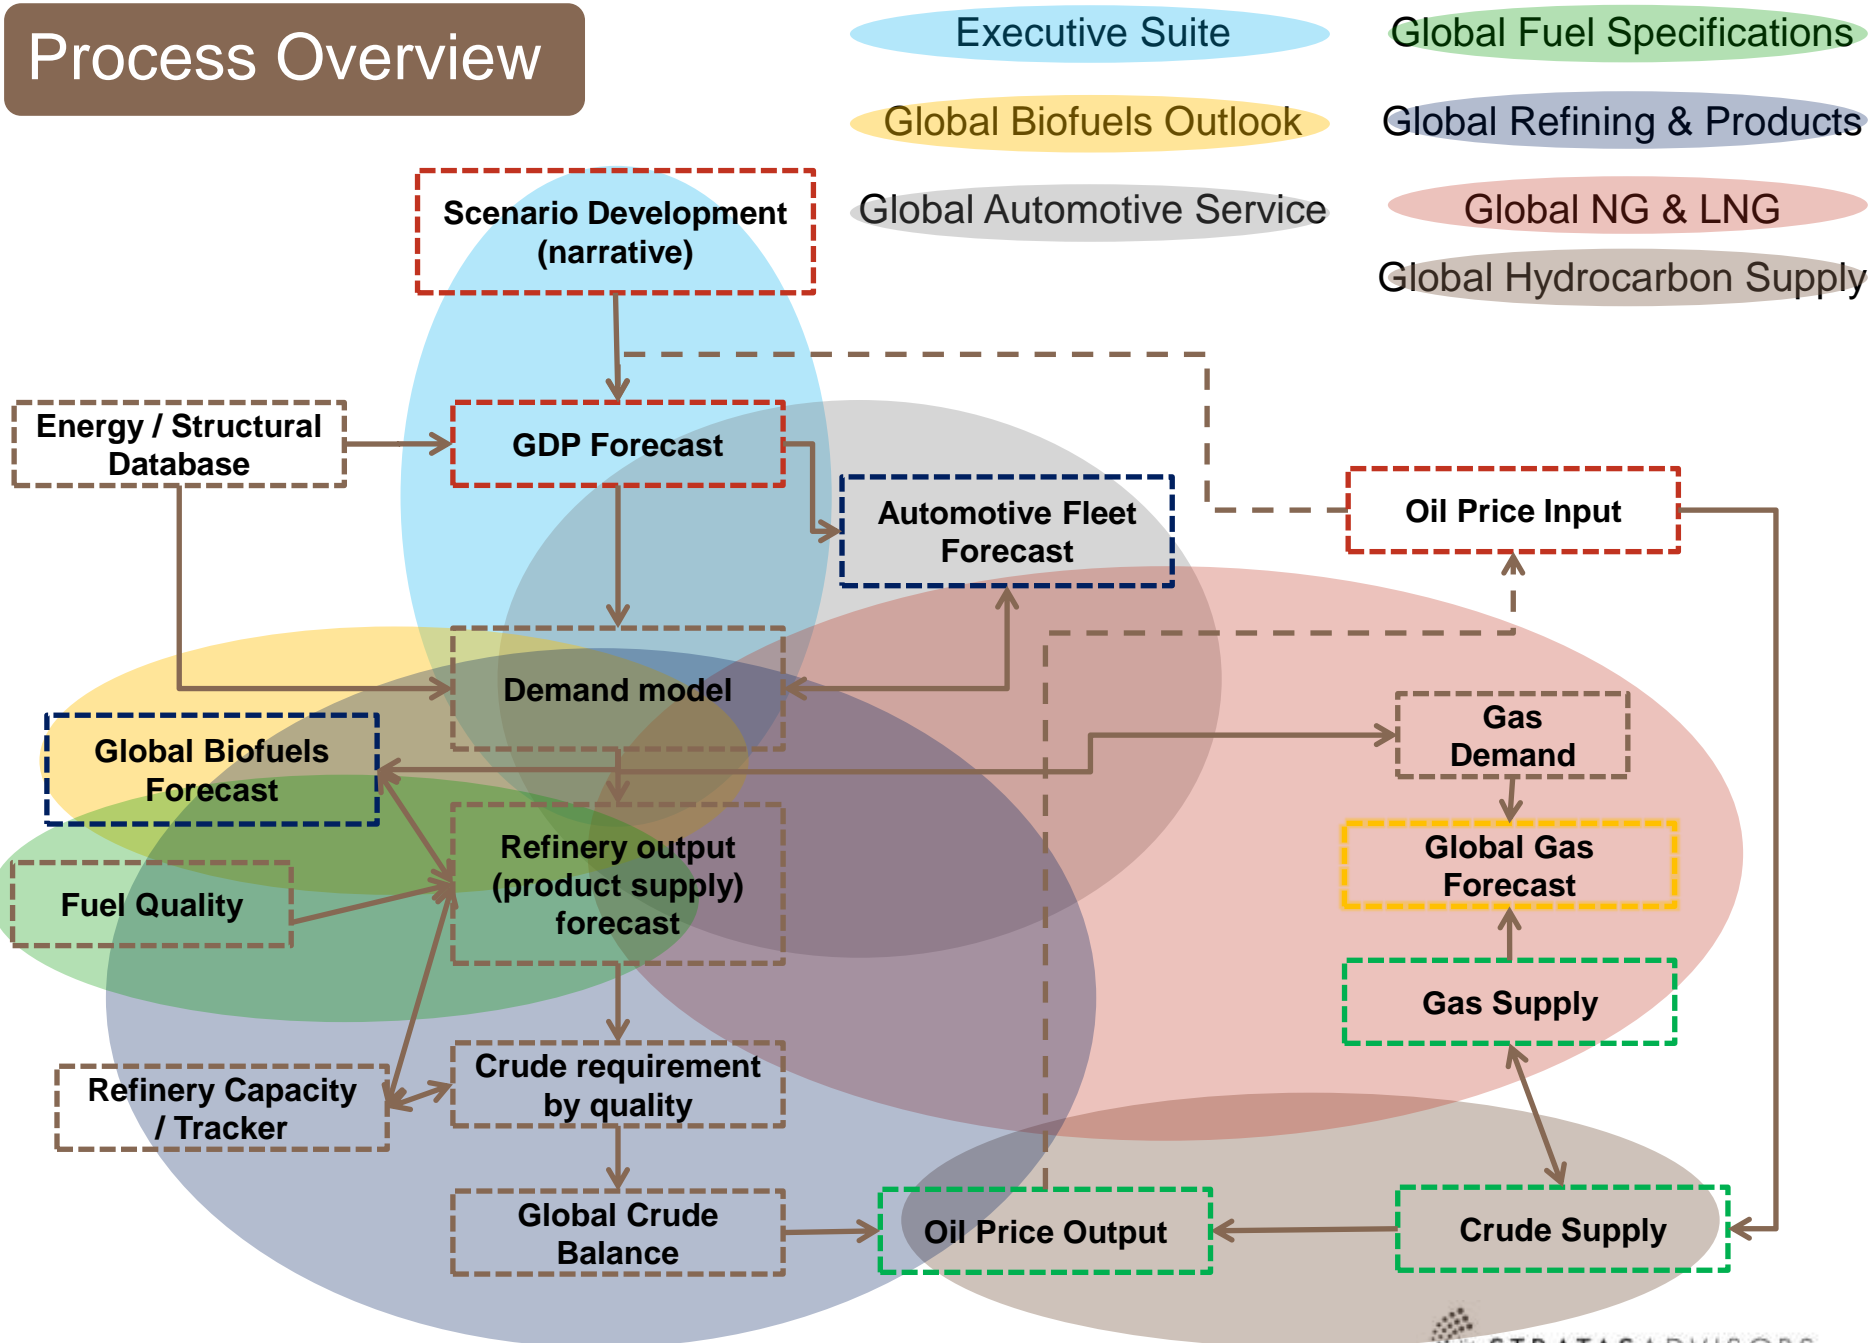 Process Overview
Executive Suite
Global Fuel Specifications
Global Biofuels Outlook
Global Refining & Products
Global Automotive Service
Global NG & LNG
Global Hydrocarbon Supply
Scenario Development
(narrative)
Energy / Structural
Database
GDP Forecast
Automotive Fleet
Forecast
Oil Price Input
Demand model
Gas
Demand
Global Biofuels
Forecast
Refinery output
(product supply)
forecast
Global Gas
Forecast
Fuel Quality
Gas Supply
Refinery Capacity
/ Tracker
Crude requirement
by quality
Global Crude
Balance
Oil Price Output
Crude Supply